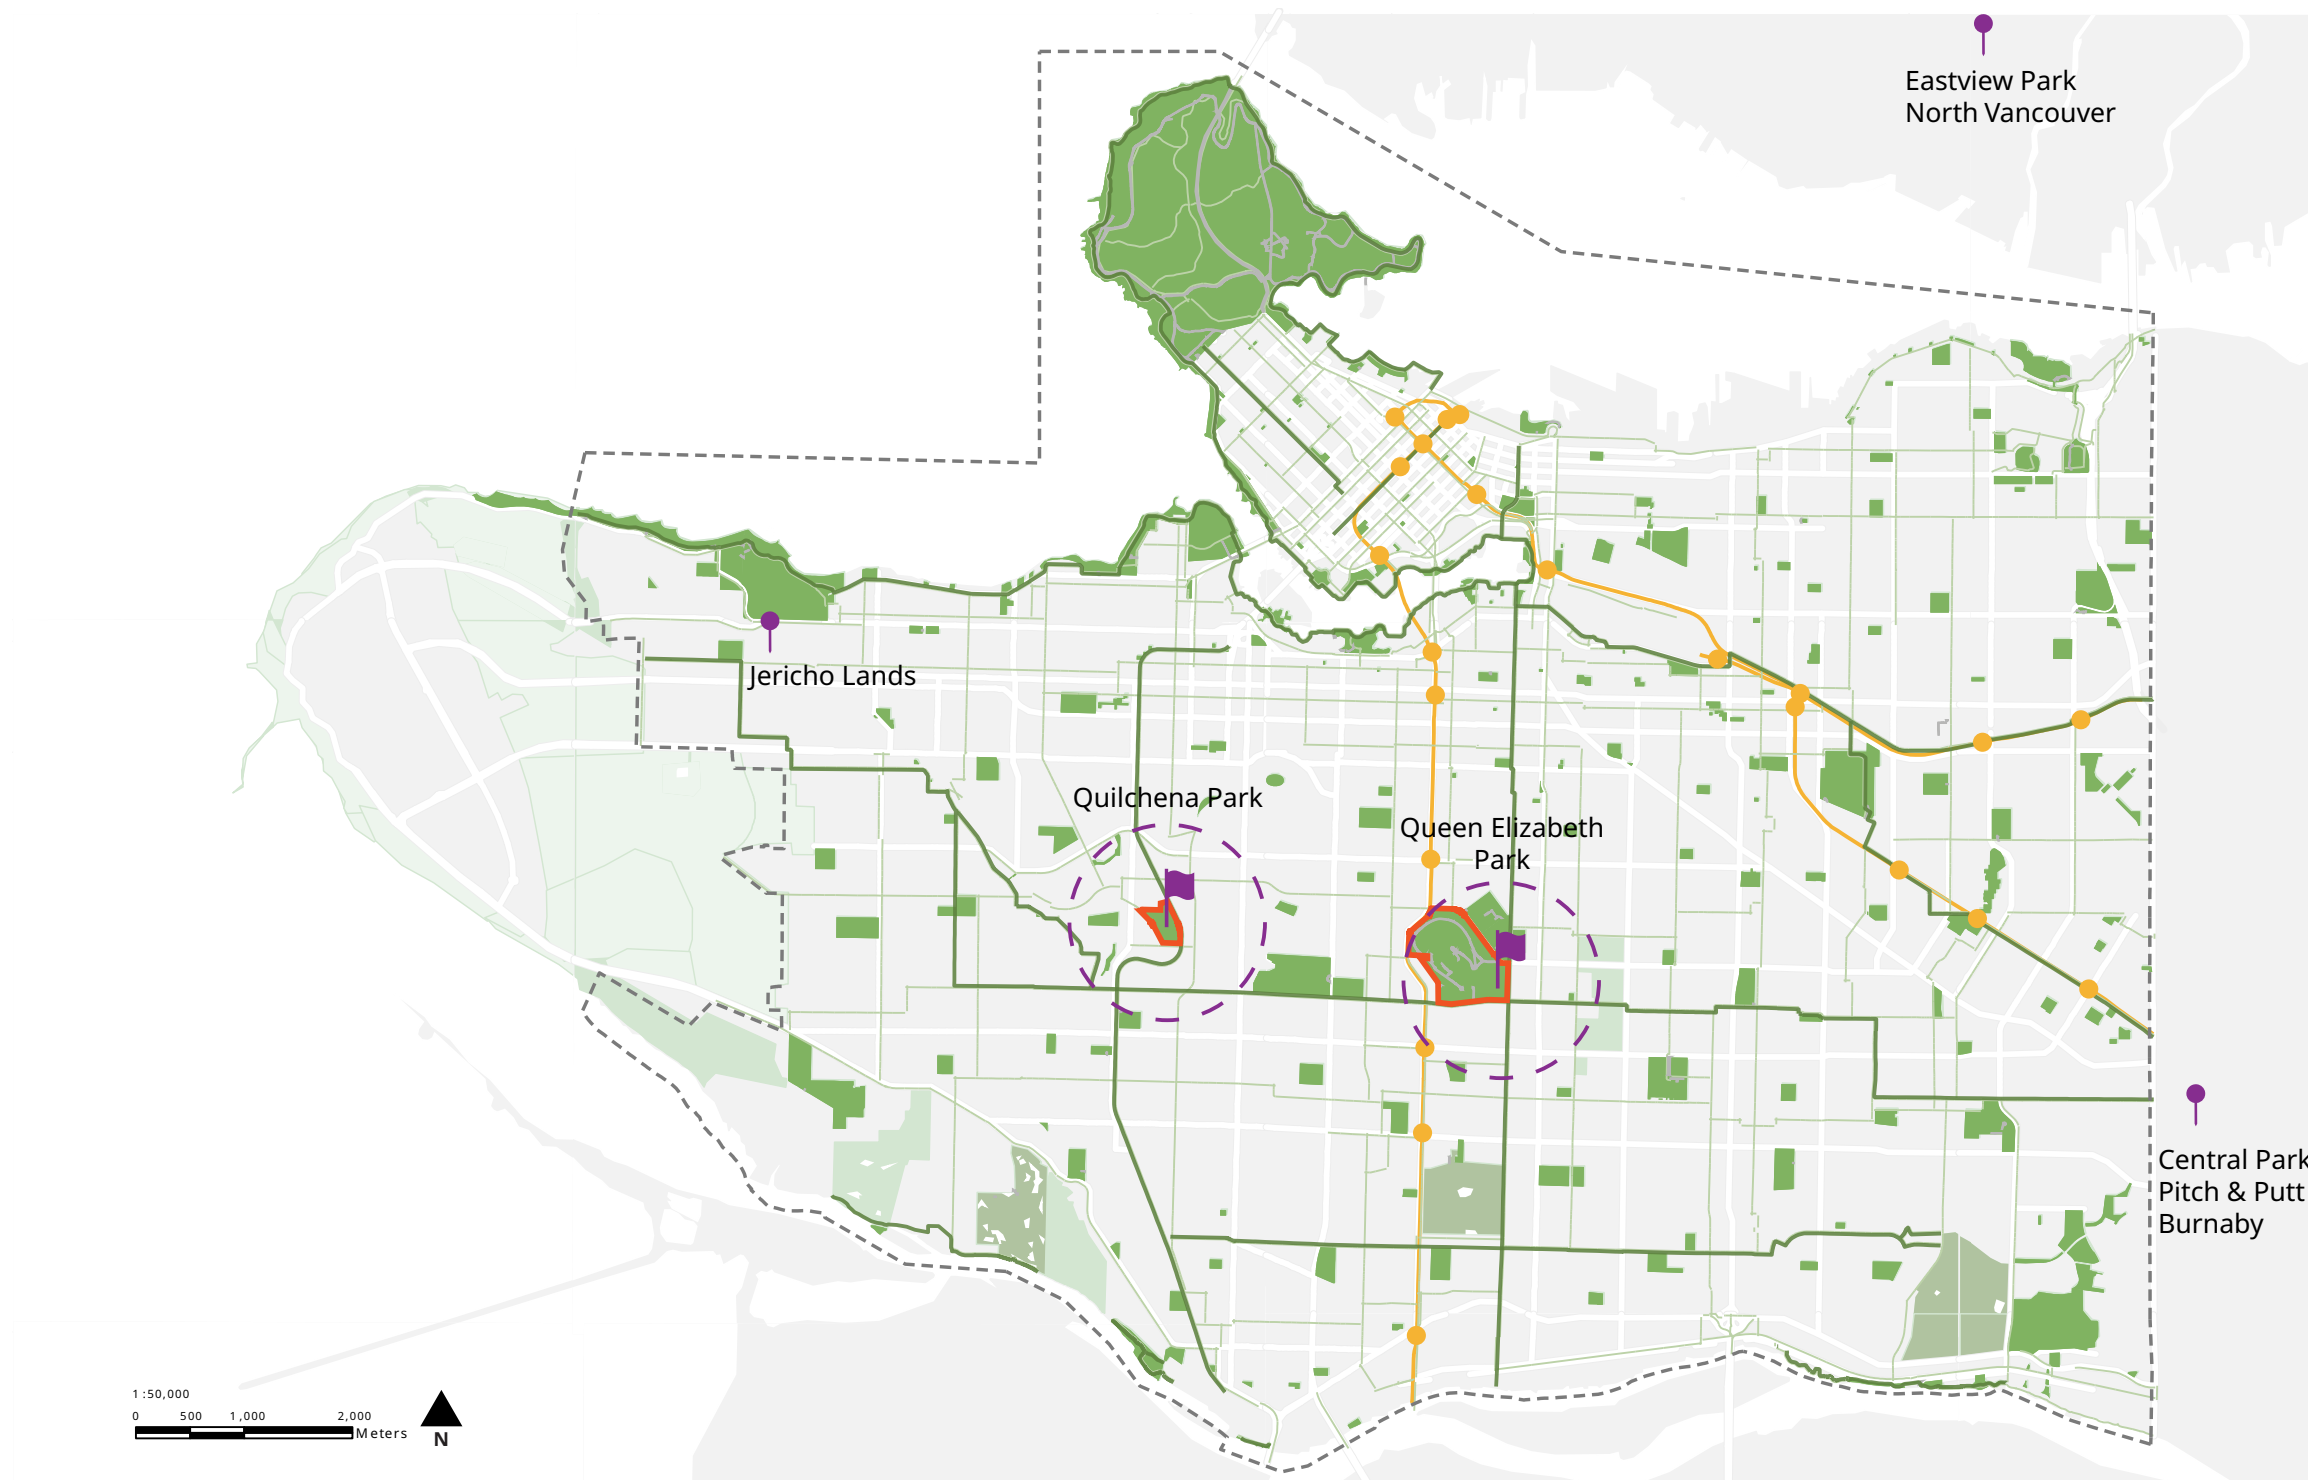 Eastview Park
North Vancouver
Jericho Lands
Quilchena Park
Queen Elizabeth
Park
Central Park
Pitch & Putt
Burnaby
1:50,000
0 500 1,000 2,000
Meters
N